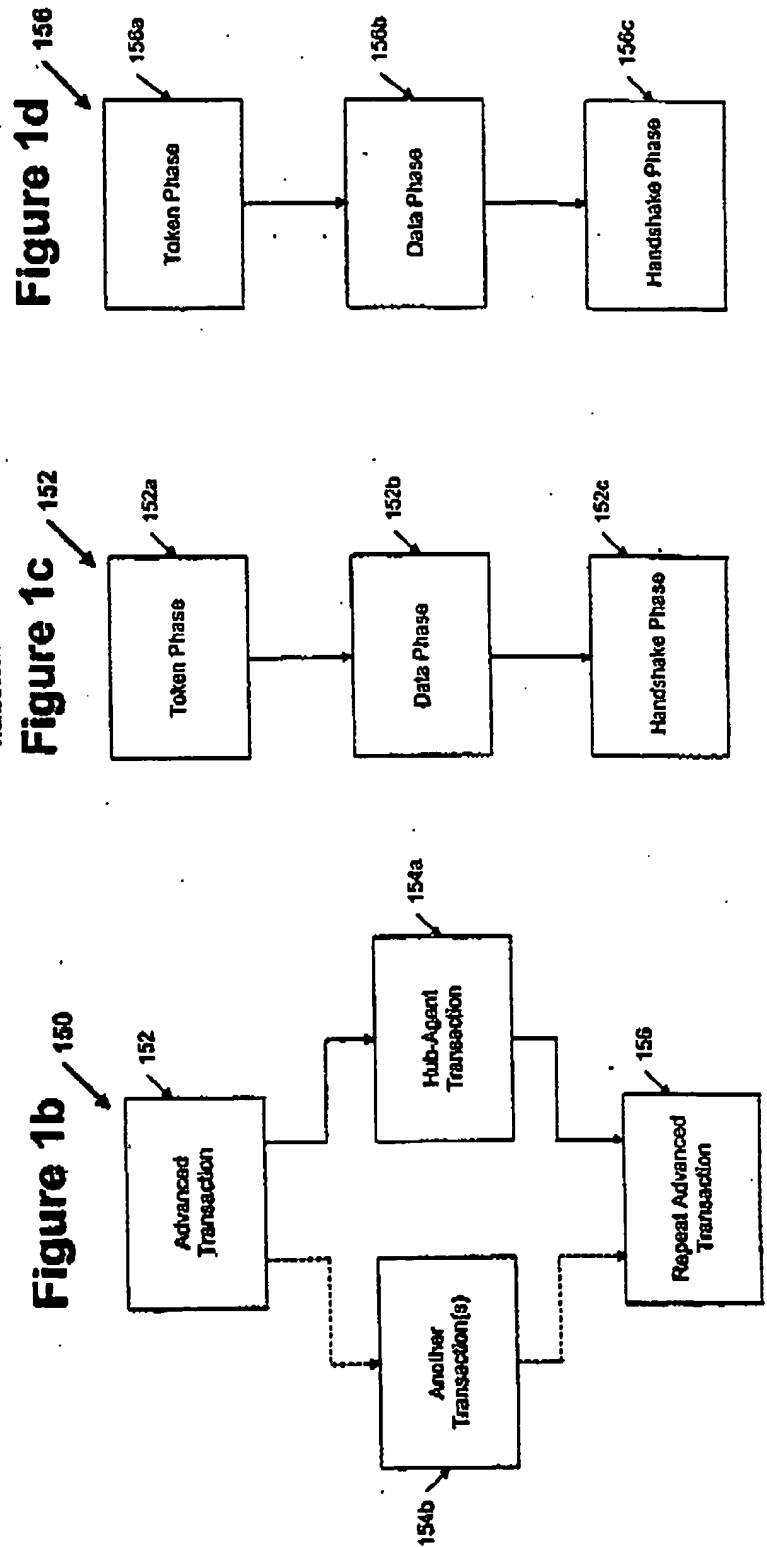 Figure 1b
150
152
Advanced
Transaction
154a
Hub-Agent
Transaction
154b
Another
Transaction(s)
156
Repeat Advanced
Transaction
Figure 1c
152
152a
Token Phase
152b
Data Phase
152c
Handshake Phase
Figure 1d
156
156a
Token Phase
156b
Data Phase
156c
Handshake Phase